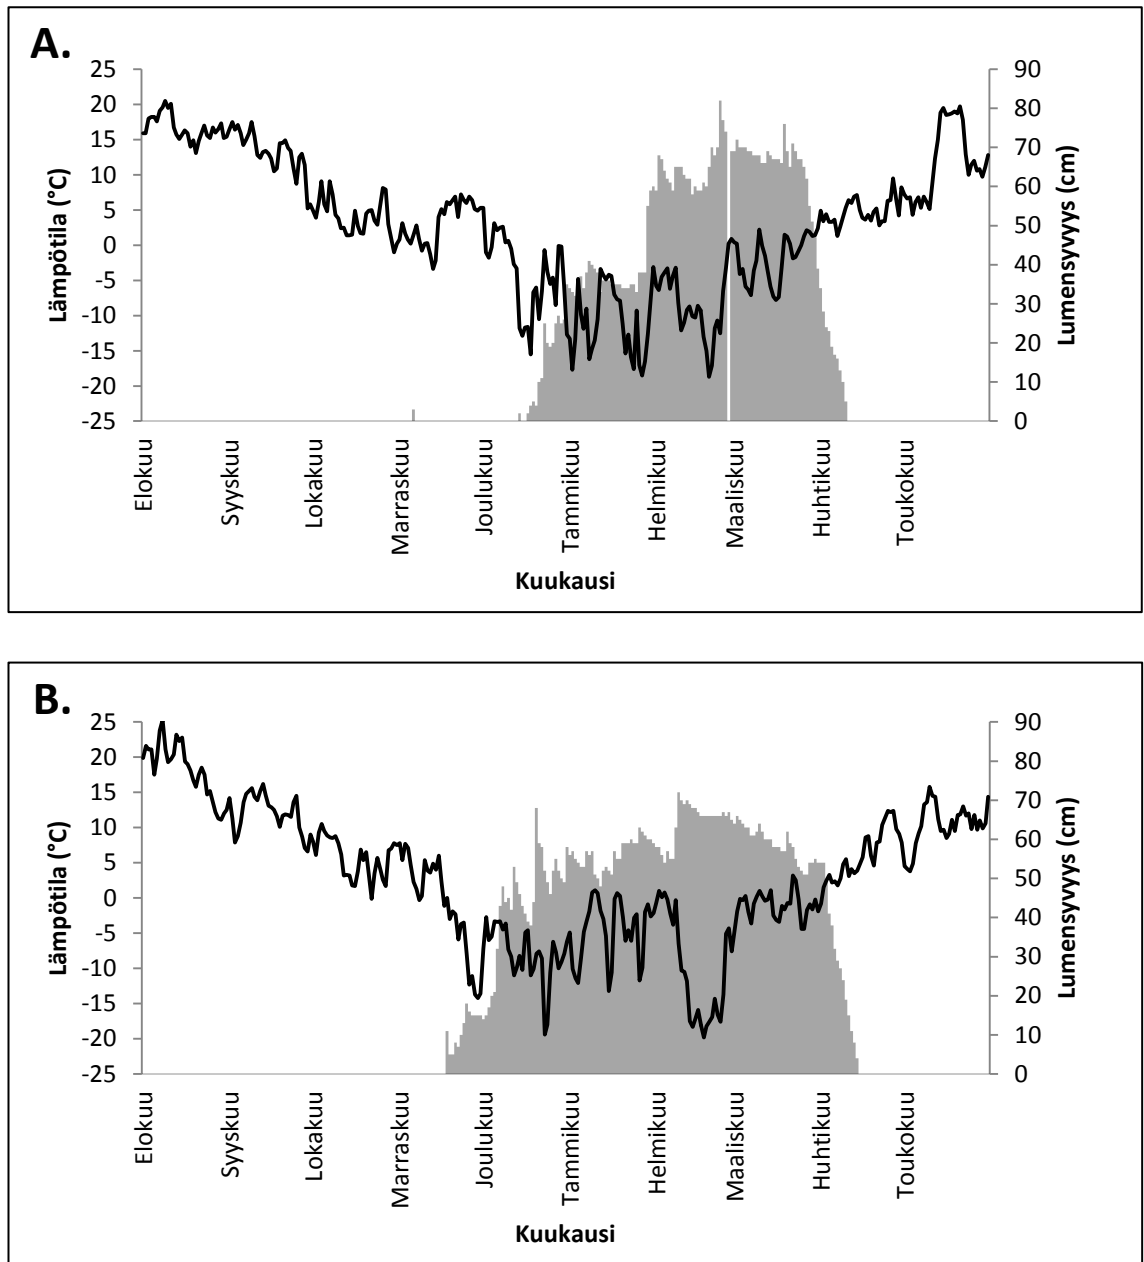 A.
Lämpötila (°C)
25
20
15
10
5
0
-5
-10
-15
-20
-25
90
80
70
60
50
40
30
20
10
0
Lumensyvyys (cm)
Elokuu
Syyskuu
Lokakuu
Marraskuu
Joulukuu
Tammikuu
Helmikuu
Maaliskuu
Huhtikuu
Toukokuu
Kuukausi
B.
Lämpötila (°C)
25
20
15
10
5
0
-5
-10
-15
-20
-25
90
80
70
60
50
40
30
20
10
0
Lumensyvyys (cm)
Elokuu
Syyskuu
Lokakuu
Marraskuu
Joulukuu
Tammikuu
Helmikuu
Maaliskuu
Huhtikuu
Toukokuu
Kuukausi